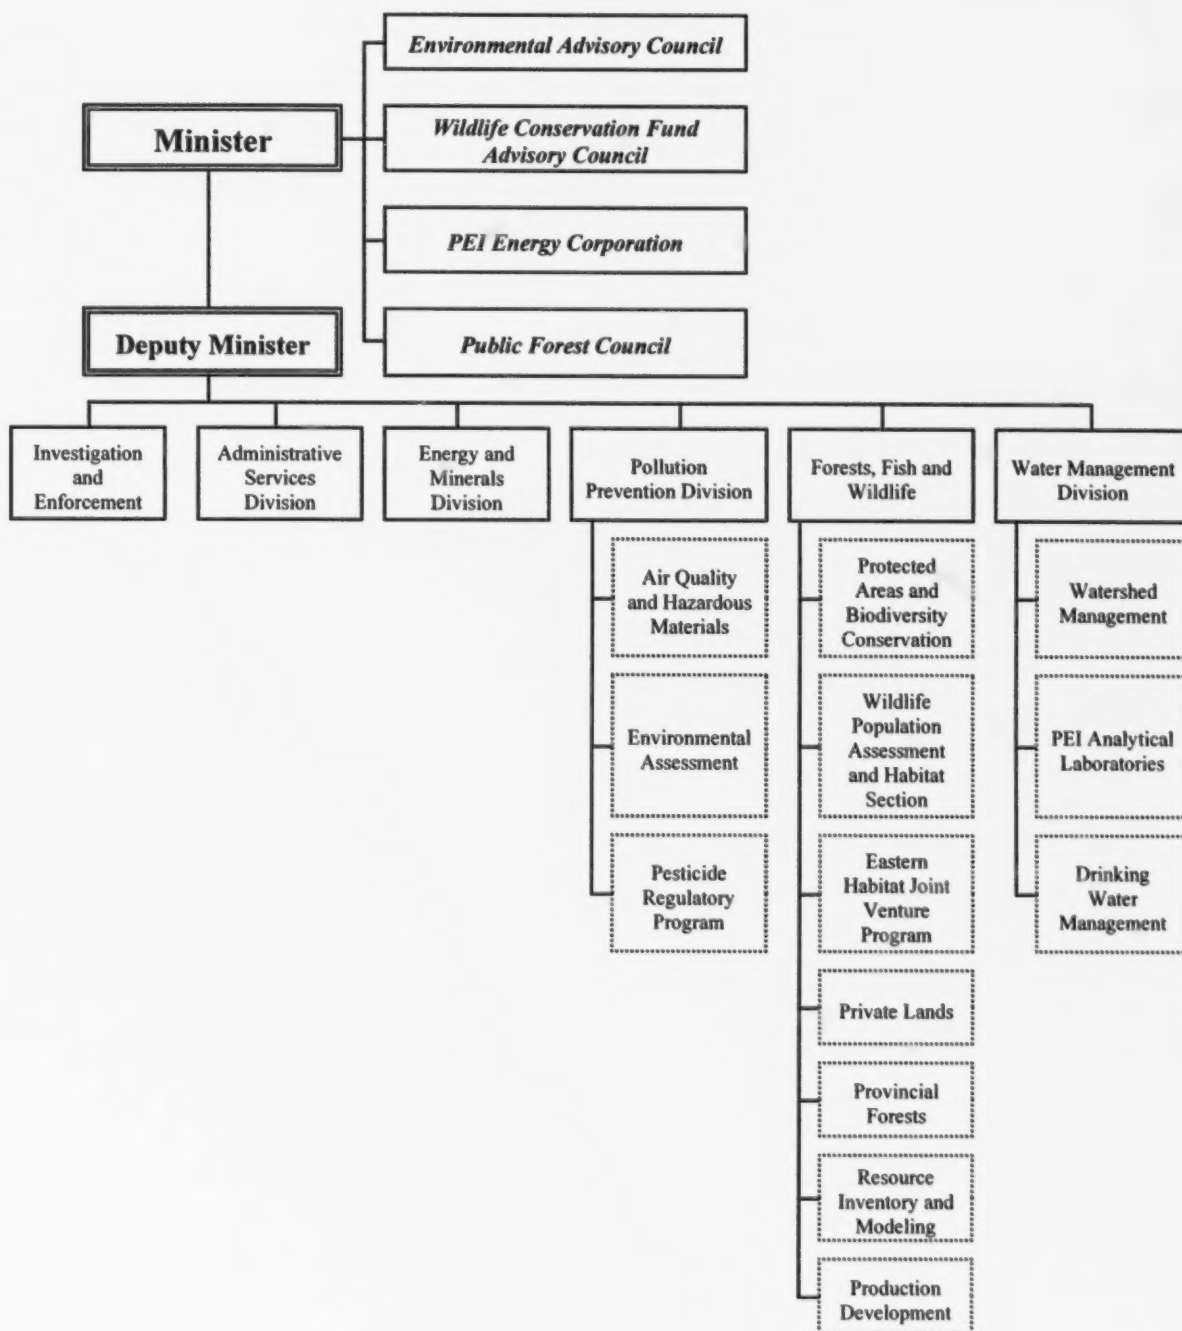 Environmental Advisory Council
Minister
Wildlife Conservation Fund
Advisory Council
PEI Energy Corporation
Deputy Minister
Public Forest Council
Investigation
and
Enforcement
Administrative
Services
Division
Energy and
Minerals
Division
Pollution
Prevention Division
Forests, Fish and
Wildlife
Water Management
Division
Air Quality
and Hazardous
Materials
Environmental
Assessment
Pesticide
Regulatory
Program
Protected
Areas and
Biodiversity
Conservation
Wildlife
Population
Assessment
and Habitat
Section
Eastern
Habitat Joint
Venture
Program
Private Lands
Provincial
Forests
Resource
Inventory and
Modeling
Production
Development
Watershed
Management
PEI Analytical
Laboratories
Drinking
Water
Management